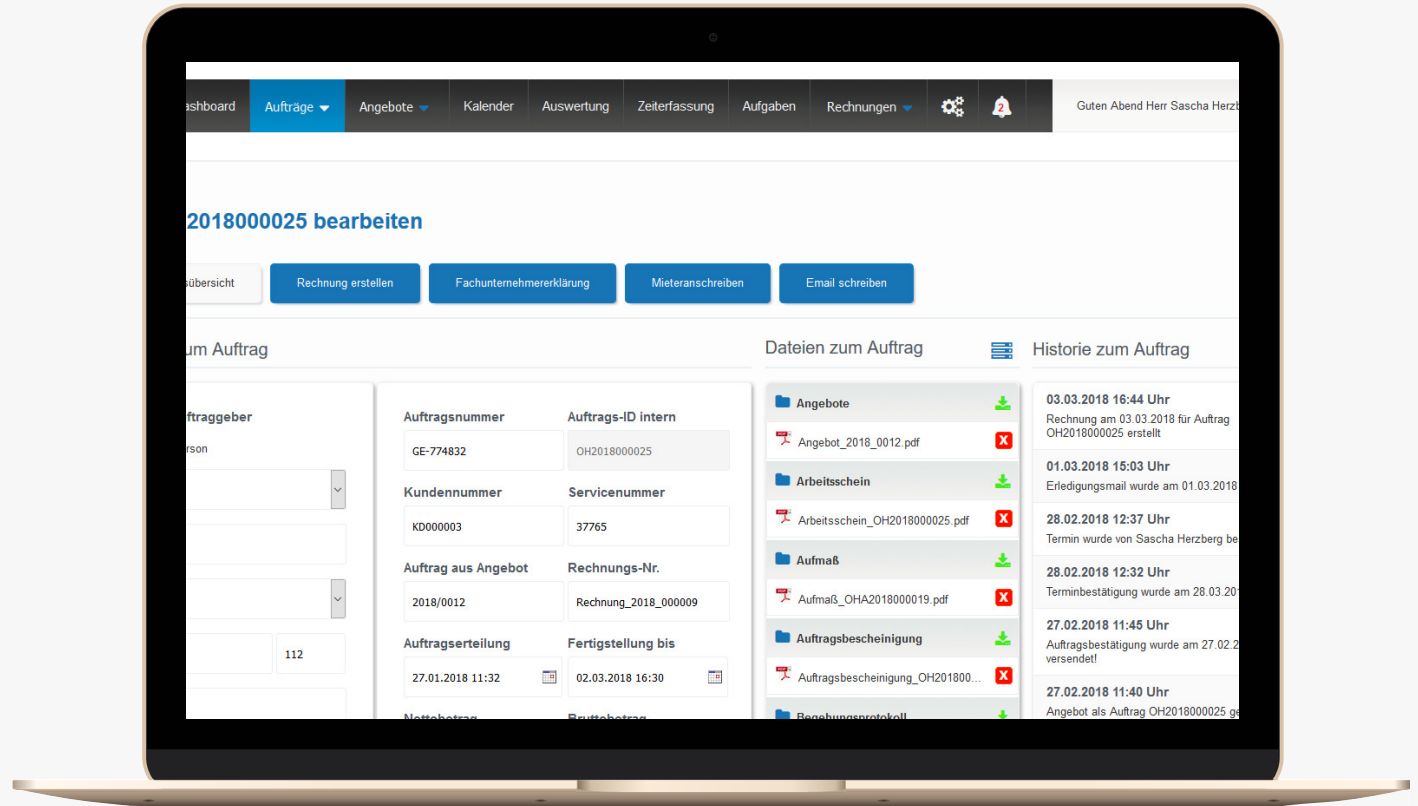 ashboard Aufträge Angebote Kalender Auswertung Zeiterfassung Aufgaben Rechnungen 2 Guten Abend Herr Sascha Herzb
2018000025 bearbeiten
sübersicht Rechnung erstellen Fachunternehmererklärung Mieteranschreiben Email schreiben
um Auftrag
ftraggeber
rson
112
Auftragsnummer Auftrags-ID intern
GE-774832 OH2018000025
Kundennummer Servicenummer
KD000003 37765
Auftrag aus Angebot Rechnungs-Nr.
2018/0012 Rechnung_2018_000009
Auftragserteilung Fertigstellung bis
27.01.2018 11:32 02.03.2018 16:30
Nettobetrag Bruttobetrag
Dateien zum Auftrag
Angebote
Angebot_2018_0012.pdf
Arbeitsschein
Arbeitsschein_OH2018000025.pdf
Aufmaß
Aufmaß_OHA2018000019.pdf
Auftragsbescheinigung
Auftragsbescheinigung_OH201800...
Begehungsprotokoll
Historie zum Auftrag
03.03.2018 16:44 Uhr
Rechnung am 03.03.2018 für Auftrag
OH2018000025 erstellt
01.03.2018 15:03 Uhr
Erledigungsmail wurde am 01.03.2018
28.02.2018 12:37 Uhr
Termin wurde von Sascha Herzberg be
28.02.2018 12:32 Uhr
Terminbestätigung wurde am 28.03.201
27.02.2018 11:45 Uhr
Auftragsbestätigung wurde am 27.02.2
versendet!
27.02.2018 11:40 Uhr
Angebot als Auftrag OH2018000025 ge